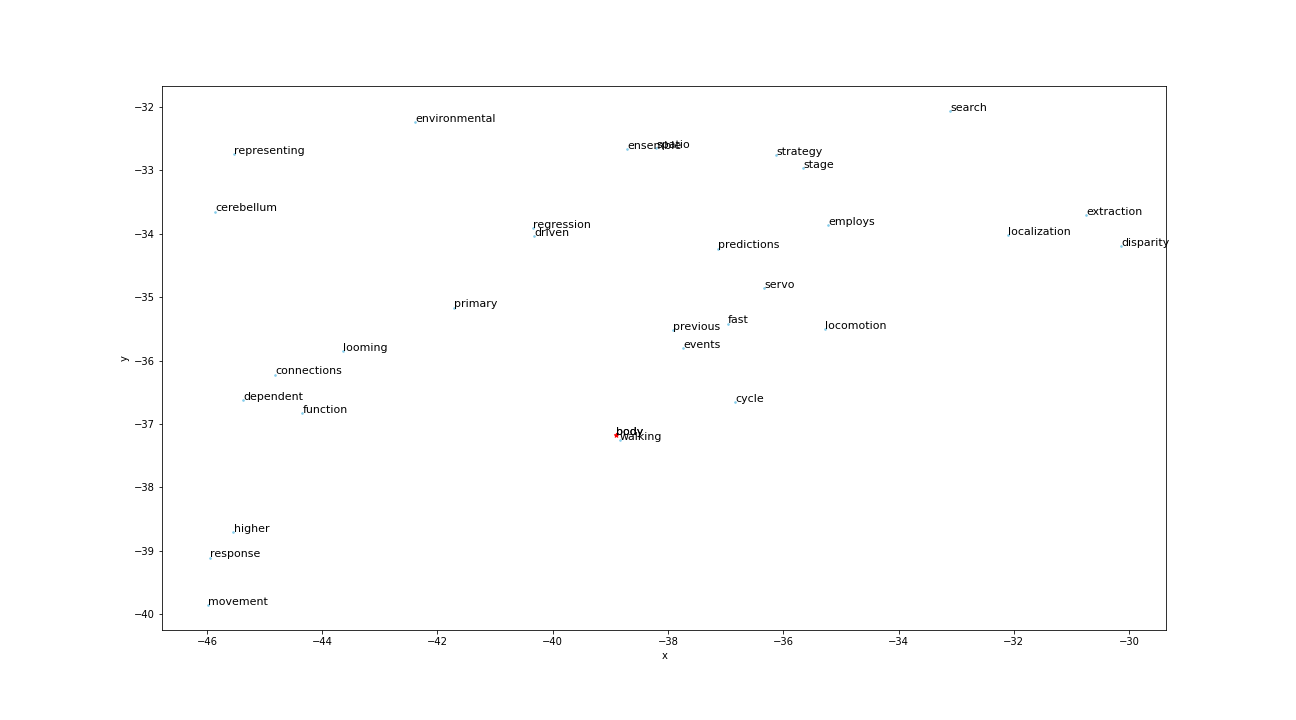 search
environmental
ensemble
spatio
representing
strategy
stage
cerebellum
extraction
regression
employs
driven
localization
predictions
disparity
servo
primary
fast
previous
locomotion
events
looming
connections
dependent
cycle
function
body
walking
higher
response
movement
−32
−33
−34
−35
−36
−37
−38
−39
−40
y
−46 −44 −42 −40 −38 −36 −34 −32 −30
x